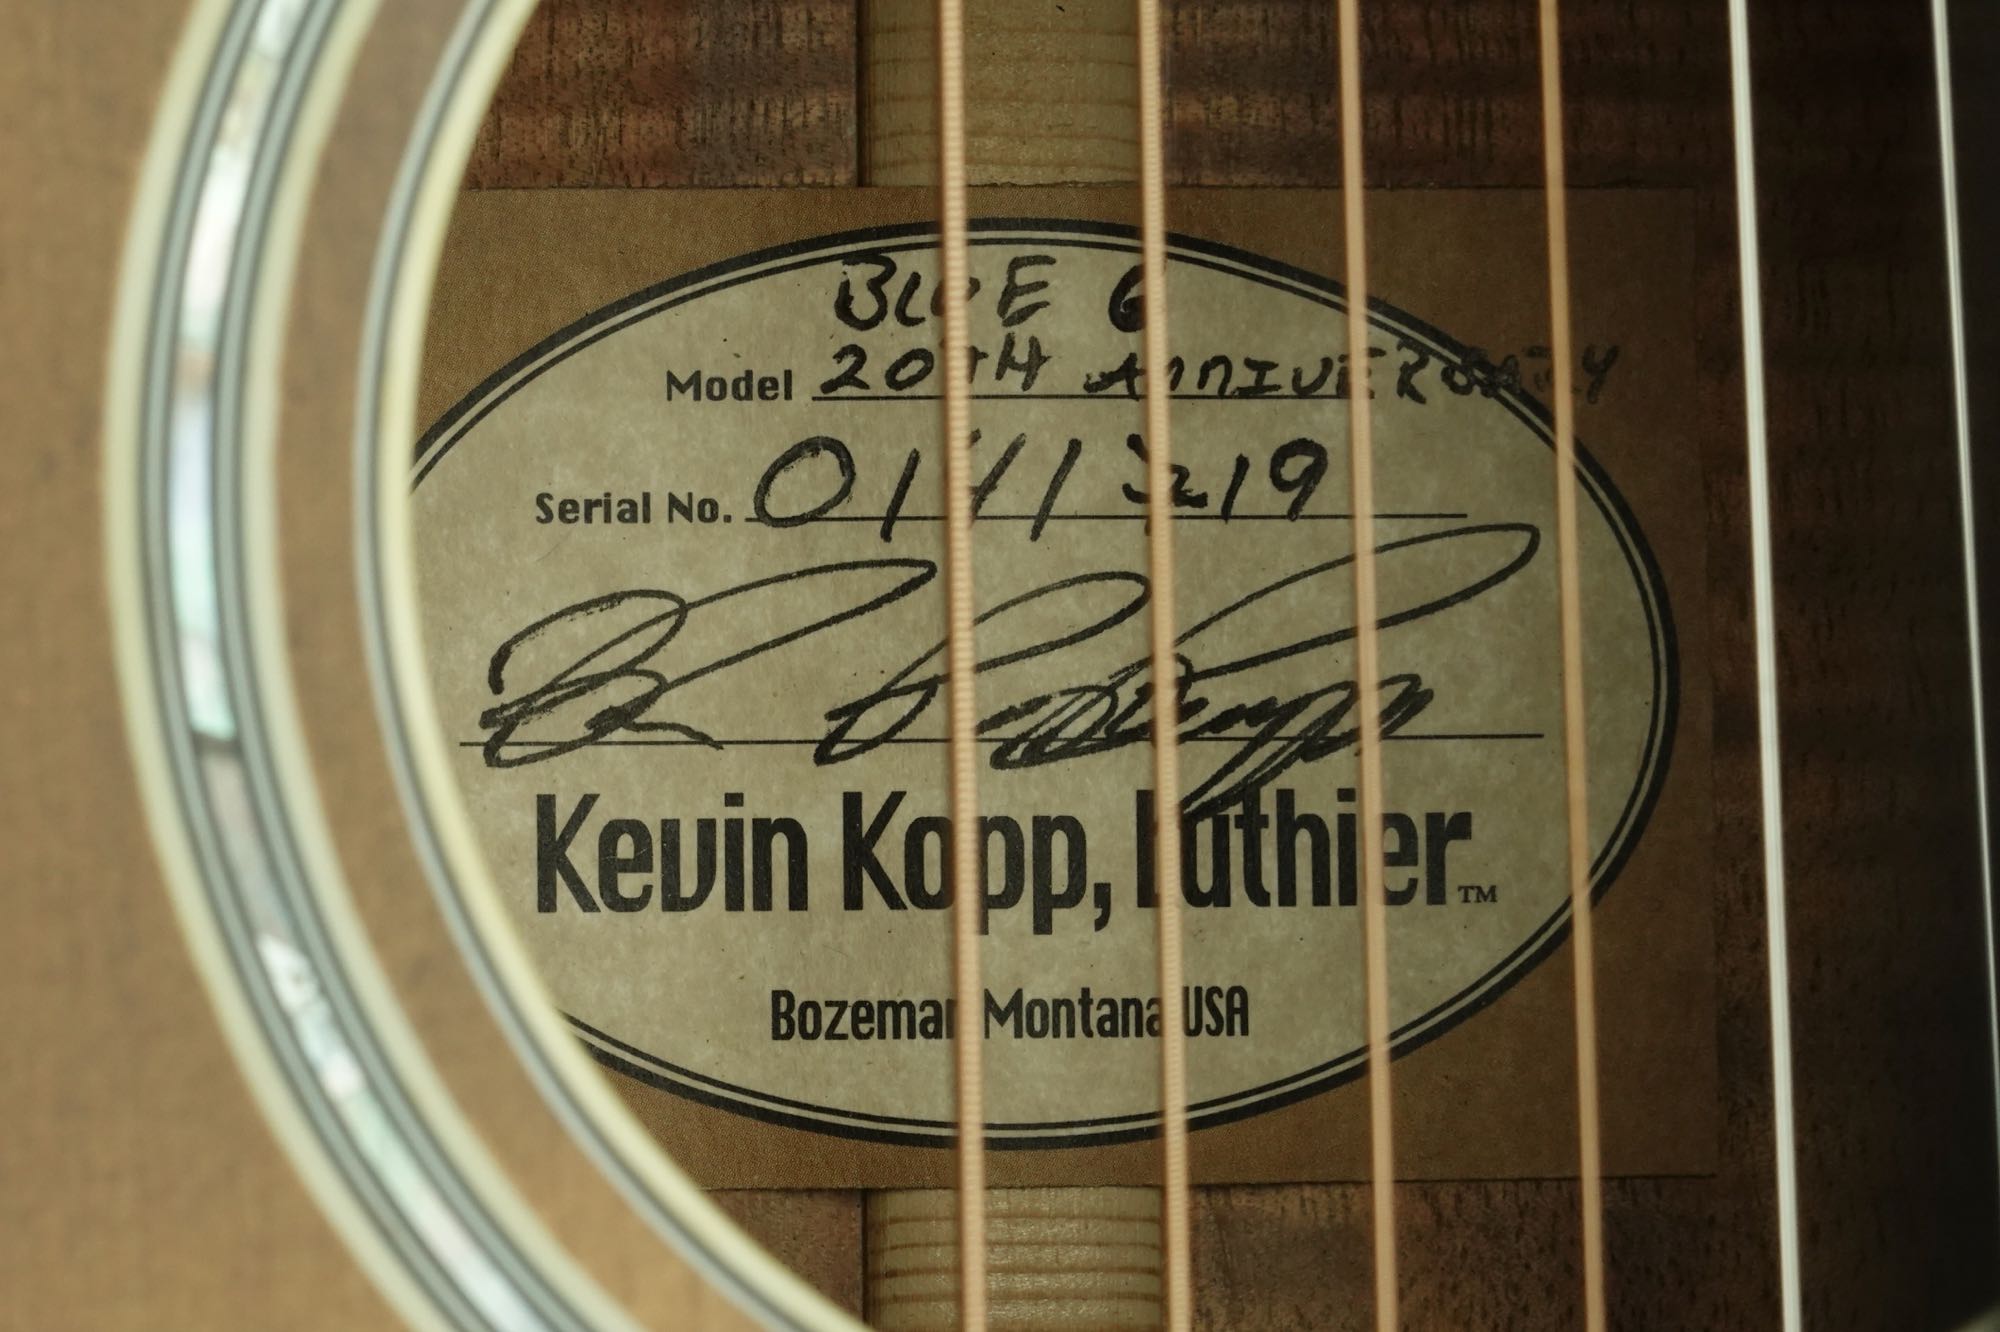 BLUE G
Model 20TH ANNIVERSARY
Serial No.
Kevin Kopp, Luthier™
Bozeman Montana USA